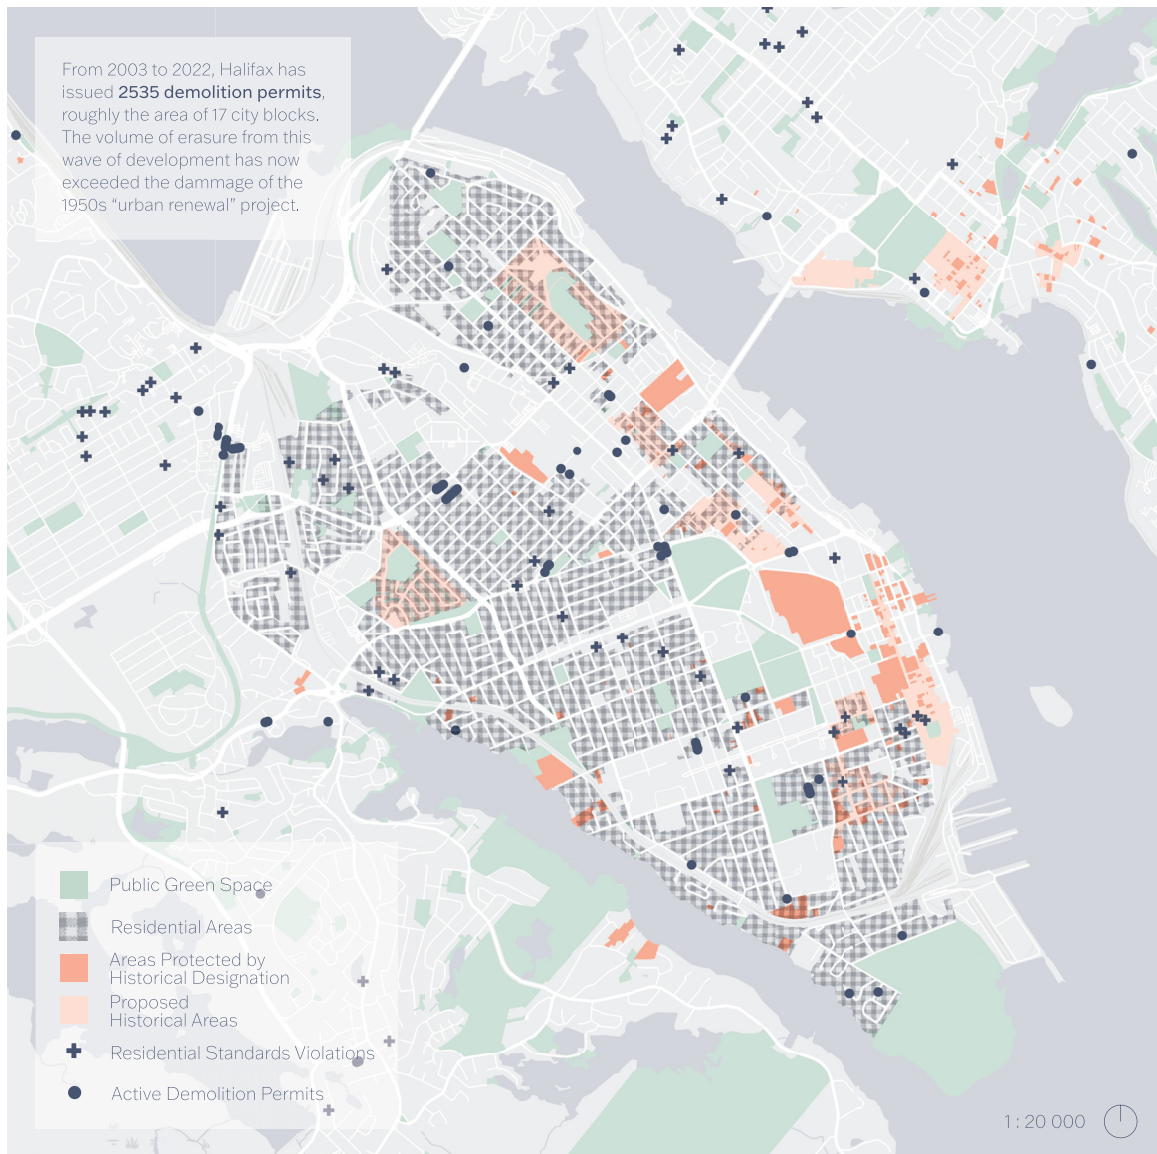 From 2003 to 2022, Halifax has
issued 2535 demolition permits,
roughly the area of 17 city blocks.
The volume of erasure from this
wave of development has now
exceeded the dammage of the
1950s “urban renewal” project.
Public Green Space
Residential Areas
Areas Protected by
Historical Designation
Proposed
Historical Areas
Residential Standards Violations
Active Demolition Permits
1 : 20 000